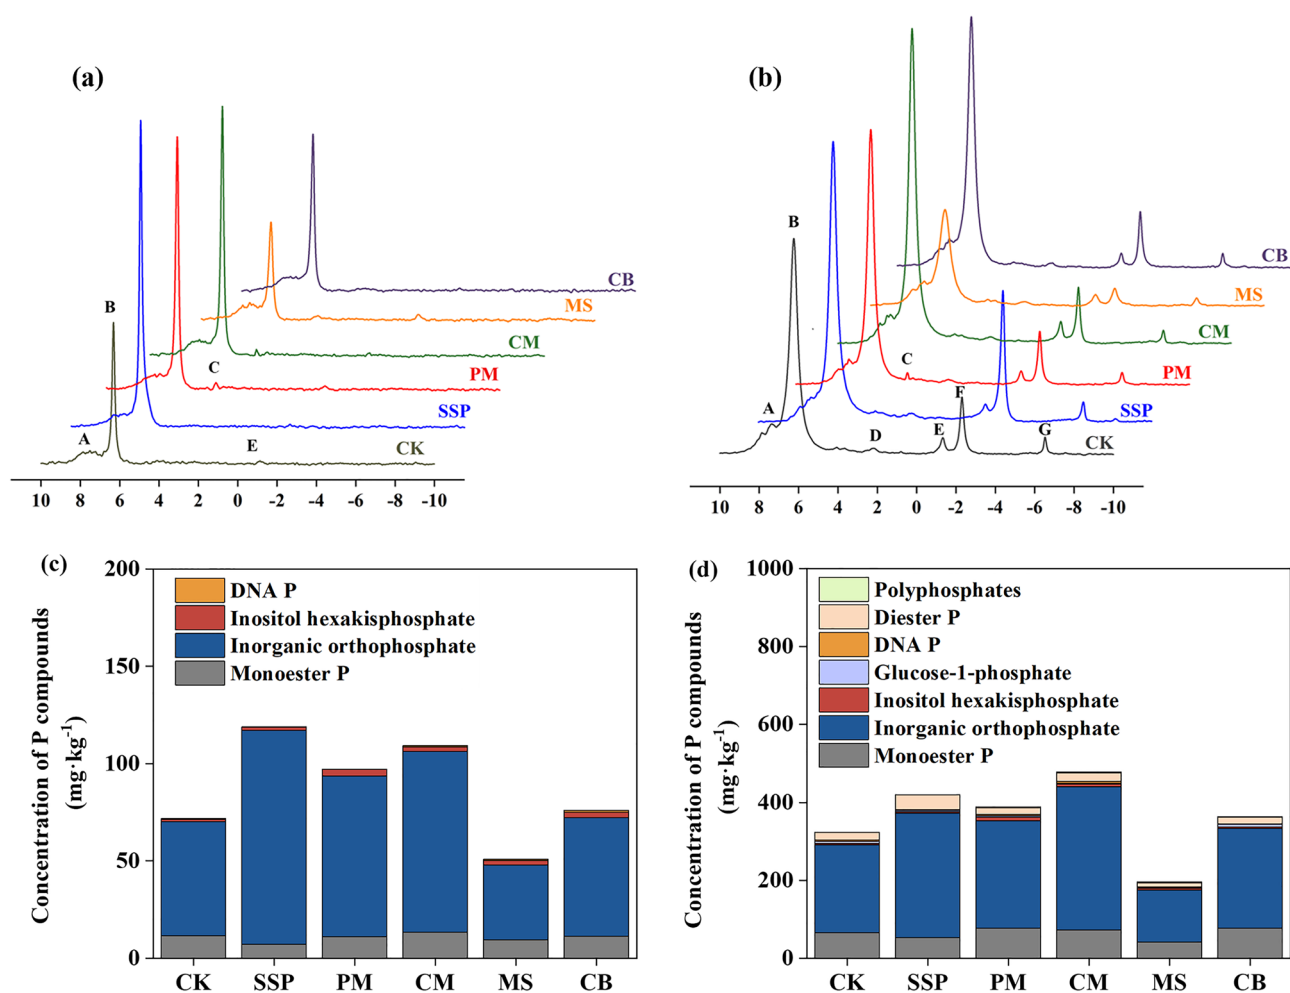 (a)
CB
MS
CM
PM
SSP
CK
A
B
C
E
10 8 6 4 2 0 -2 -4 -6 -8 -10
(b)
CB
MS
CM
PM
SSP
CK
A
B
C
D
E
F
G
10 8 6 4 2 0 -2 -4 -6 -8 -10
(c)
Concentration of P compounds
(mg·kg-1)
200
150
100
50
0
DNA P
Inositol hexakisphosphate
Inorganic orthophosphate
Monoester P
CK SSP PM CM MS CB
(d)
Concentration of P compounds
(mg·kg-1)
1000
800
600
400
200
0
Polyphosphates
Diester P
DNA P
Glucose-1-phosphate
Inositol hexakisphosphate
Inorganic orthophosphate
Monoester P
CK SSP PM CM MS CB